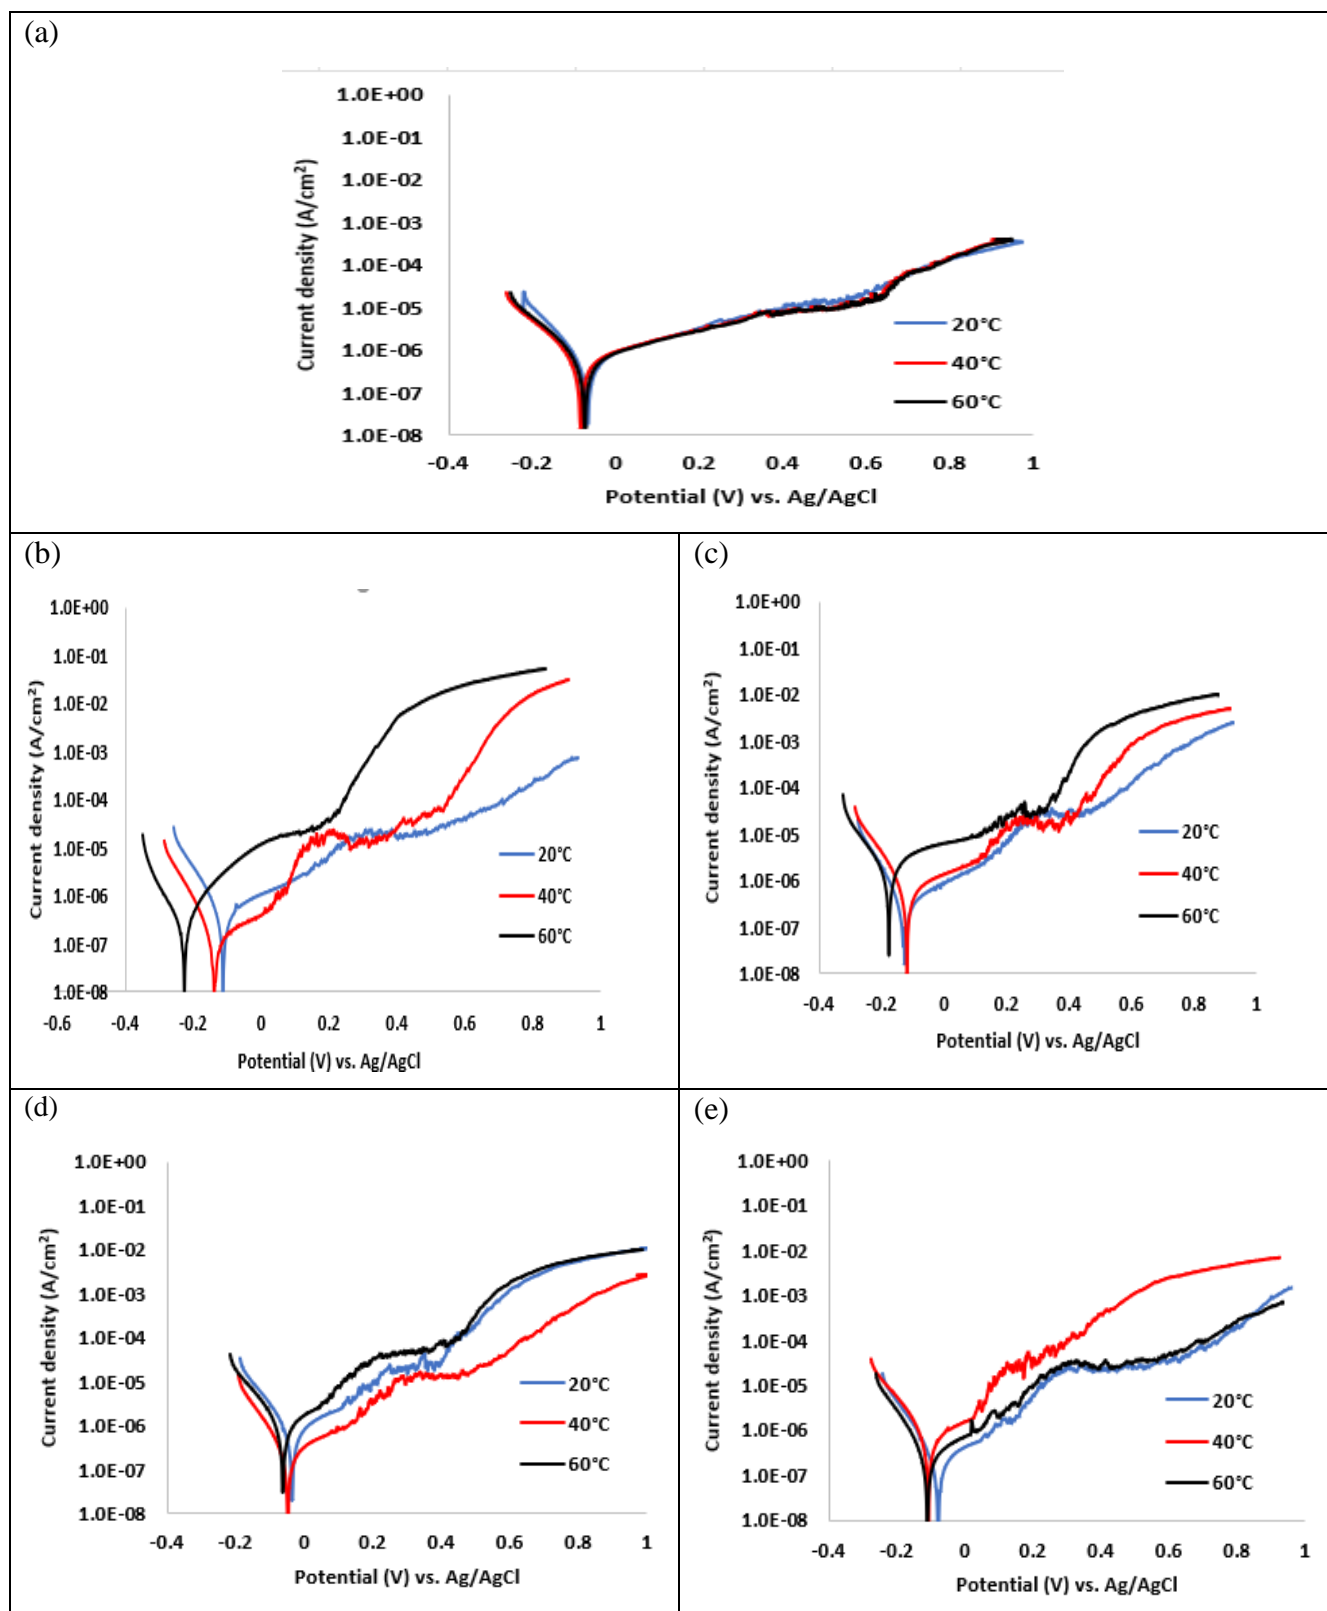 (a)
1.0E+00
1.0E-01
1.0E-02
1.0E-03
1.0E-04
1.0E-05
1.0E-06
1.0E-07
1.0E-08
Current density (A/cm²)
20°C
40°C
60°C
-0.4 -0.2 0 0.2 0.4 0.6 0.8 1
Potential (V) vs. Ag/AgCl
(b)
1.0E+00
1.0E-01
1.0E-02
1.0E-03
1.0E-04
1.0E-05
1.0E-06
1.0E-07
1.0E-08
Current density (A/cm²)
20°C
40°C
60°C
-0.6 -0.4 -0.2 0 0.2 0.4 0.6 0.8 1
Potential (V) vs. Ag/AgCl
(c)
1.0E+00
1.0E-01
1.0E-02
1.0E-03
1.0E-04
1.0E-05
1.0E-06
1.0E-07
1.0E-08
Current density (A/cm²)
20°C
40°C
60°C
-0.4 -0.2 0 0.2 0.4 0.6 0.8 1
Potential (V) vs. Ag/AgCl
(d)
1.0E+00
1.0E-01
1.0E-02
1.0E-03
1.0E-04
1.0E-05
1.0E-06
1.0E-07
1.0E-08
Current density (A/cm²)
20°C
40°C
60°C
-0.4 -0.2 0 0.2 0.4 0.6 0.8 1
Potential (V) vs. Ag/AgCl
(e)
1.0E+00
1.0E-01
1.0E-02
1.0E-03
1.0E-04
1.0E-05
1.0E-06
1.0E-07
1.0E-08
Current density (A/cm²)
20°C
40°C
60°C
-0.4 -0.2 0 0.2 0.4 0.6 0.8 1
Potential (V) vs. Ag/AgCl